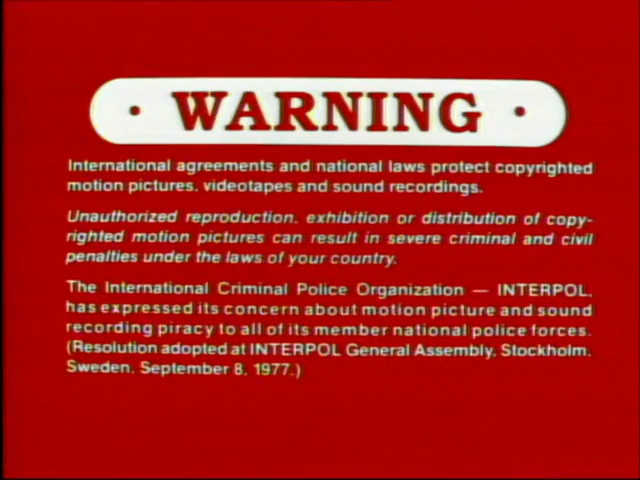 • WARNING •
International agreements and national laws protect copyrighted
motion pictures, videotapes and sound recordings.
Unauthorized reproduction, exhibition or distribution of copy-
righted motion pictures can result in severe criminal and civil
penalties under the laws of your country.
The International Criminal Police Organization — INTERPOL,
has expressed its concern about motion picture and sound
recording piracy to all of its member national police forces.
(Resolution adopted at INTERPOL General Assembly, Stockholm,
Sweden, September 8, 1977.)